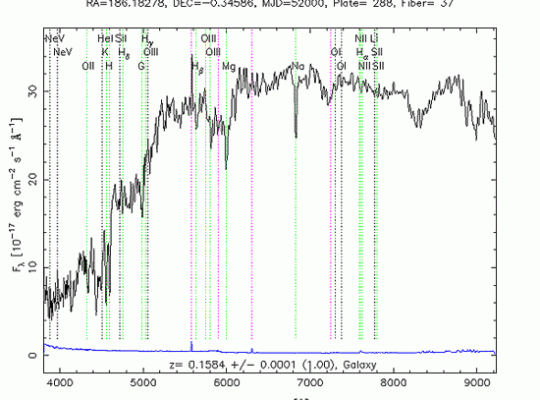 RA=186.18278, DEC=-0.34586, MJD=52000, Plate= 288, Fiber= 37
NeV HeI SII Hγ OIII NII Li
NeV K Hδ OIII OIII OI Hα SII
OII H G Hβ Mg Na OI NII SII
30
20
10
0
Fλ [10⁻¹⁷ erg cm⁻² s⁻¹ Å⁻¹]
z= 0.1584 +/- 0.0001 (1.00), Galaxy
4000 5000 6000 7000 8000 9000